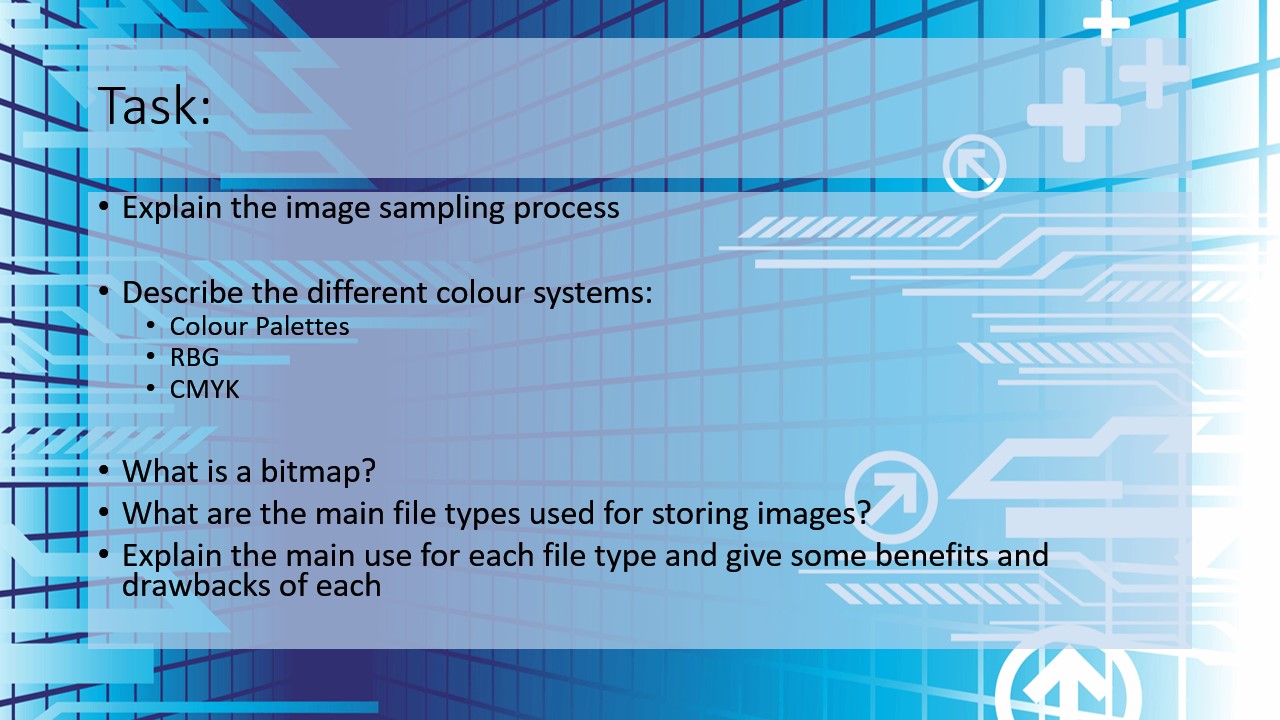 Task:
• Explain the image sampling process
• Describe the different colour systems:
• Colour Palettes
• RBG
• CMYK
• What is a bitmap?
• What are the main file types used for storing images?
• Explain the main use for each file type and give some benefits and
drawbacks of each